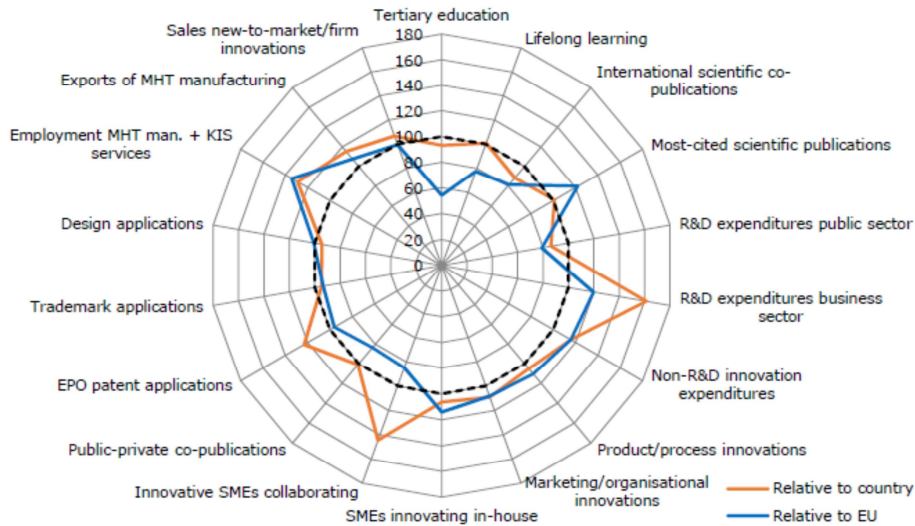 Tertiary education
Sales new-to-market/firm
innovations
Lifelong learning
Exports of MHT manufacturing
International scientific co-
publications
Employment MHT man. + KIS
services
Most-cited scientific publications
Design applications
R&D expenditures public sector
Trademark applications
R&D expenditures business
sector
EPO patent applications
Non-R&D innovation
expenditures
Public-private co-publications
Product/process innovations
Innovative SMEs collaborating
Marketing/organisational
innovations
SMEs innovating in-house
180
160
140
120
100
80
60
40
20
0
Relative to country
Relative to EU